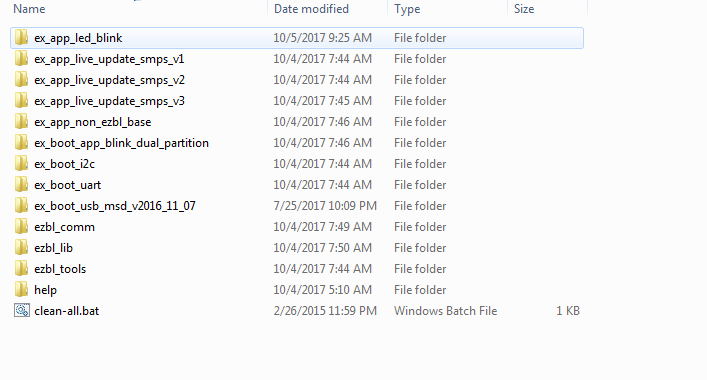 Name Date modified Type Size
ex_app_led_blink 10/5/2017 9:25 AM File folder
ex_app_live_update_smps_v1 10/4/2017 7:44 AM File folder
ex_app_live_update_smps_v2 10/4/2017 7:44 AM File folder
ex_app_live_update_smps_v3 10/4/2017 7:45 AM File folder
ex_app_non_ezbl_base 10/4/2017 7:46 AM File folder
ex_boot_app_blink_dual_partition 10/4/2017 7:46 AM File folder
ex_boot_i2c 10/4/2017 7:44 AM File folder
ex_boot_uart 10/4/2017 7:44 AM File folder
ex_boot_usb_msd_v2016_11_07 7/25/2017 10:09 PM File folder
ezbl_comm 10/4/2017 7:49 AM File folder
ezbl_lib 10/4/2017 7:50 AM File folder
ezbl_tools 10/4/2017 7:44 AM File folder
help 10/4/2017 5:10 AM File folder
clean-all.bat 2/26/2015 11:59 PM Windows Batch File 1 KB